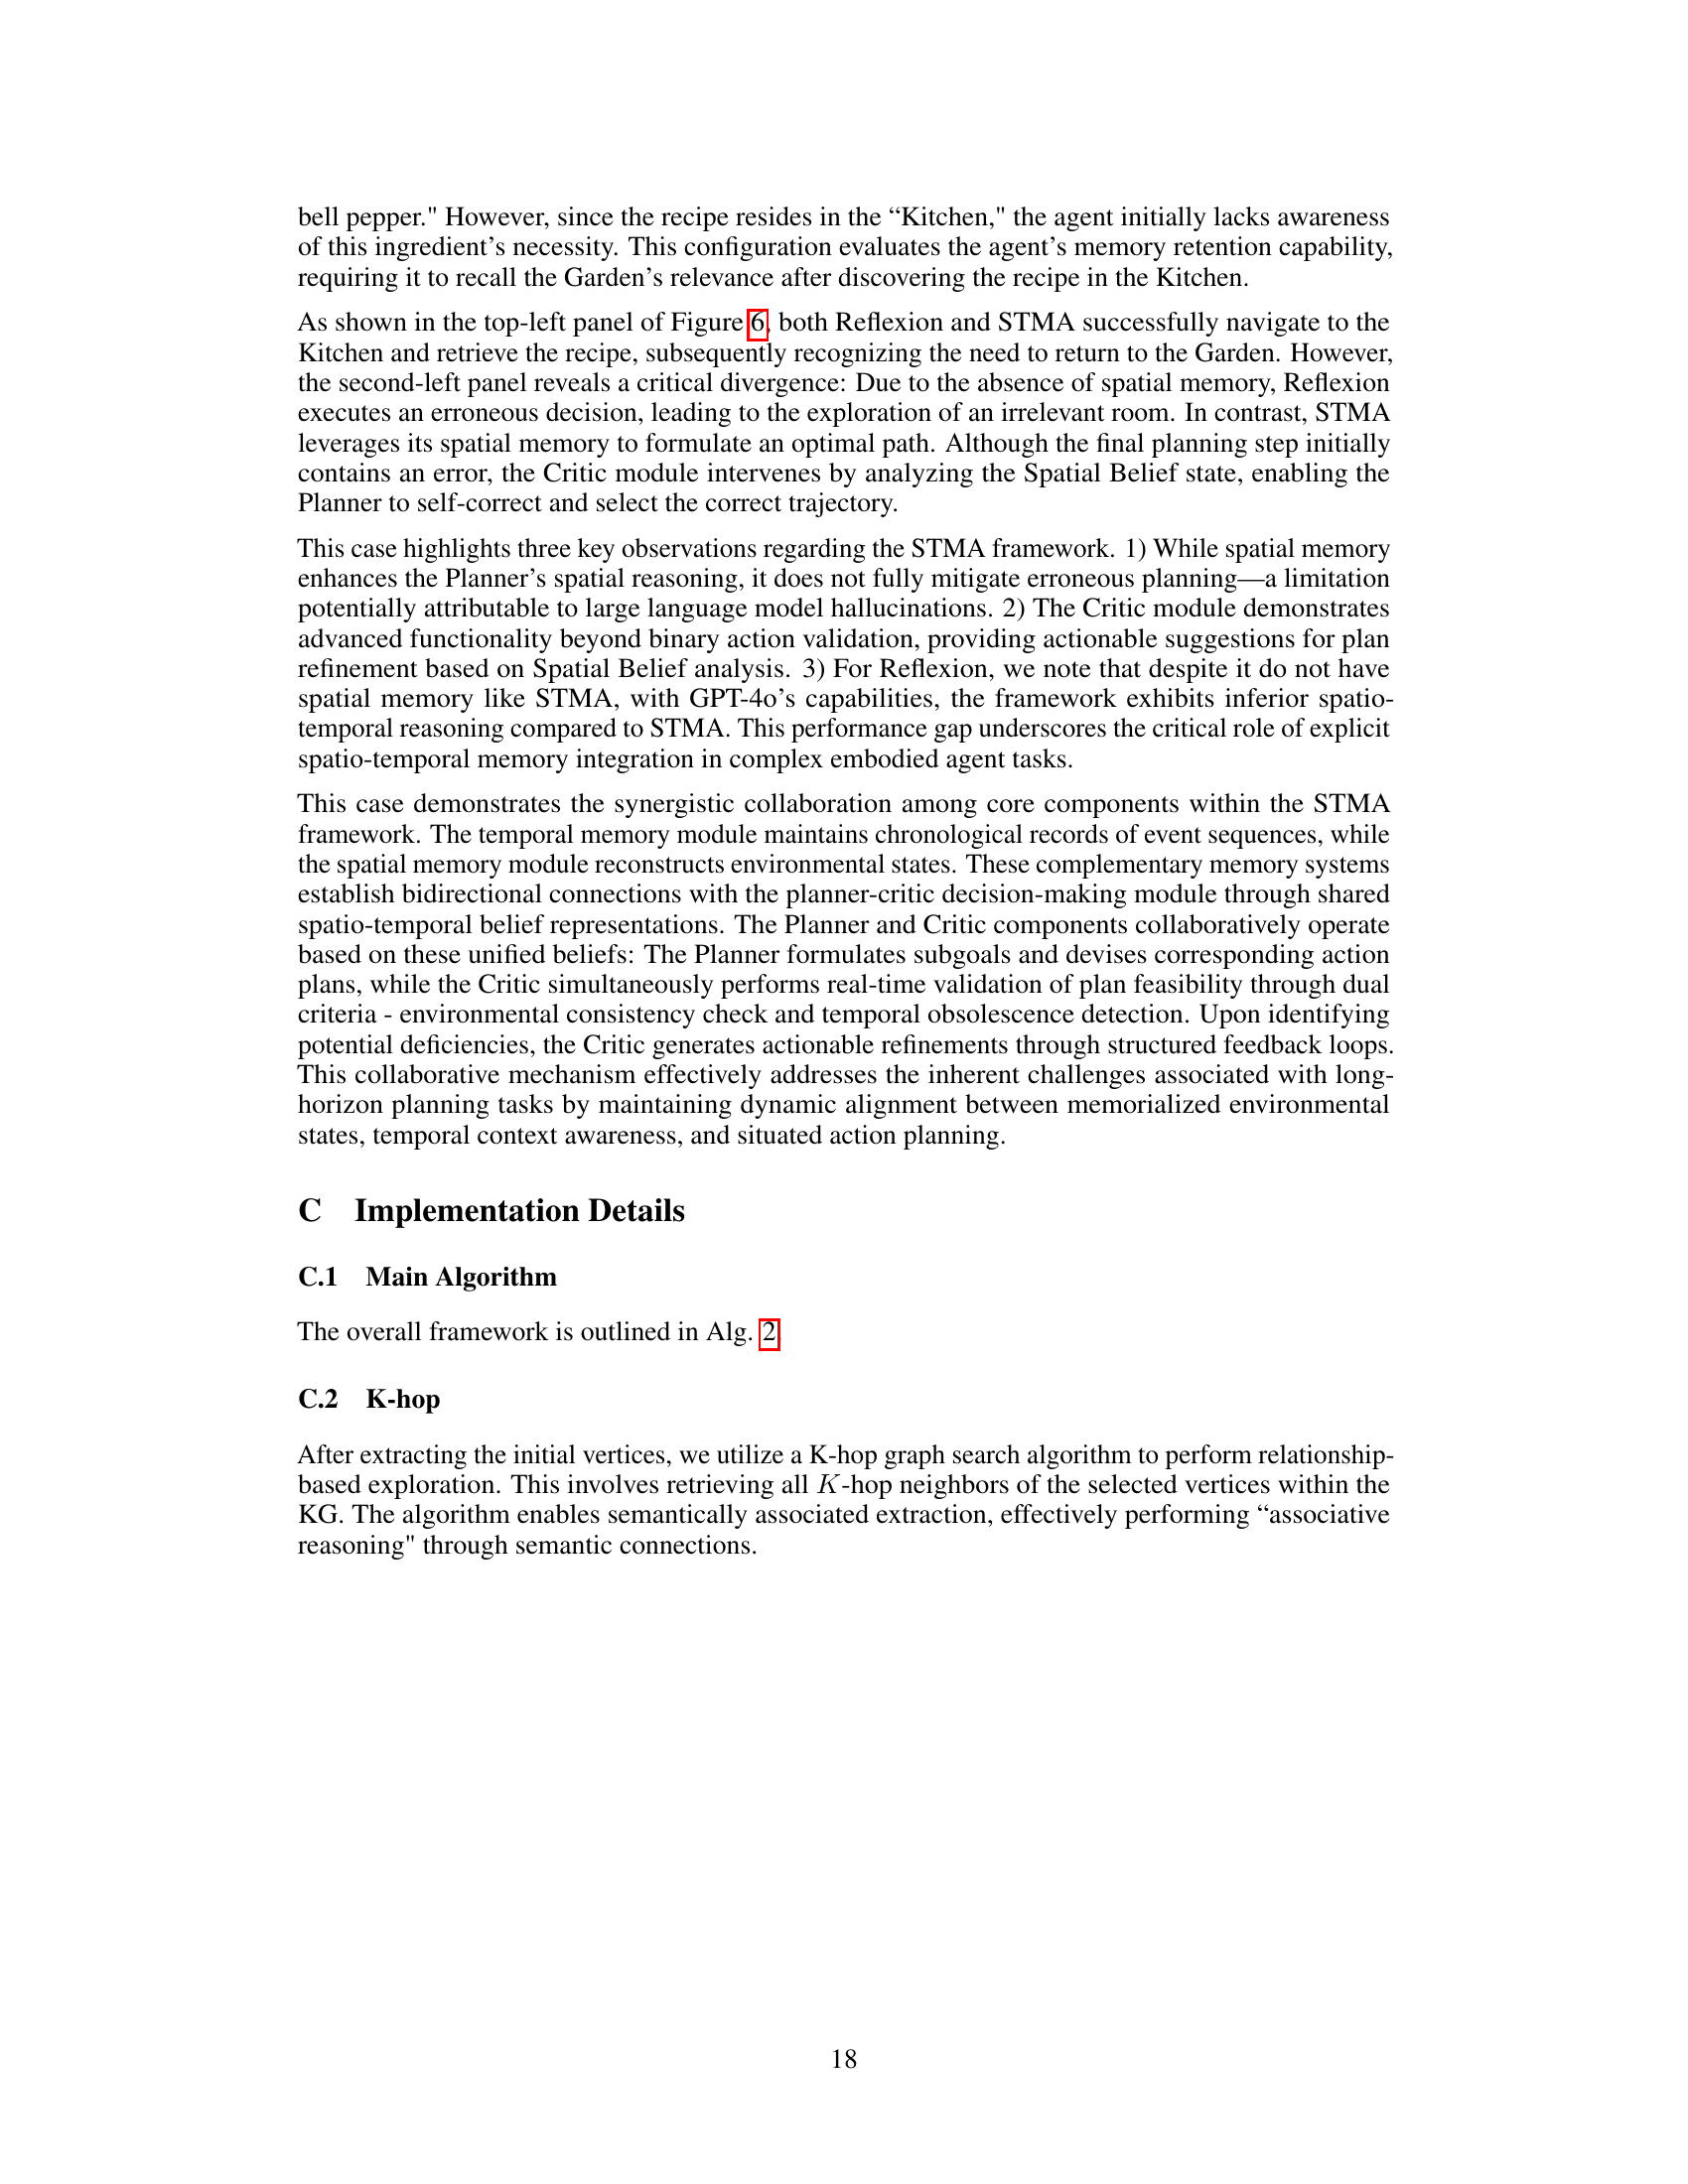 bell pepper." However, since the recipe resides in the “Kitchen," the agent initially lacks awareness
of this ingredient’s necessity. This configuration evaluates the agent’s memory retention capability,
requiring it to recall the Garden’s relevance after discovering the recipe in the Kitchen.
As shown in the top-left panel of Figure 6, both Reflexion and STMA successfully navigate to the
Kitchen and retrieve the recipe, subsequently recognizing the need to return to the Garden. However,
the second-left panel reveals a critical divergence: Due to the absence of spatial memory, Reflexion
executes an erroneous decision, leading to the exploration of an irrelevant room. In contrast, STMA
leverages its spatial memory to formulate an optimal path. Although the final planning step initially
contains an error, the Critic module intervenes by analyzing the Spatial Belief state, enabling the
Planner to self-correct and select the correct trajectory.
This case highlights three key observations regarding the STMA framework. 1) While spatial memory
enhances the Planner’s spatial reasoning, it does not fully mitigate erroneous planning—a limitation
potentially attributable to large language model hallucinations. 2) The Critic module demonstrates
advanced functionality beyond binary action validation, providing actionable suggestions for plan
refinement based on Spatial Belief analysis. 3) For Reflexion, we note that despite it do not have
spatial memory like STMA, with GPT-4o’s capabilities, the framework exhibits inferior spatio-
temporal reasoning compared to STMA. This performance gap underscores the critical role of explicit
spatio-temporal memory integration in complex embodied agent tasks.
This case demonstrates the synergistic collaboration among core components within the STMA
framework. The temporal memory module maintains chronological records of event sequences, while
the spatial memory module reconstructs environmental states. These complementary memory systems
establish bidirectional connections with the planner-critic decision-making module through shared
spatio-temporal belief representations. The Planner and Critic components collaboratively operate
based on these unified beliefs: The Planner formulates subgoals and devises corresponding action
plans, while the Critic simultaneously performs real-time validation of plan feasibility through dual
criteria - environmental consistency check and temporal obsolescence detection. Upon identifying
potential deficiencies, the Critic generates actionable refinements through structured feedback loops.
This collaborative mechanism effectively addresses the inherent challenges associated with long-
horizon planning tasks by maintaining dynamic alignment between memorialized environmental
states, temporal context awareness, and situated action planning.
C Implementation Details
C.1 Main Algorithm
The overall framework is outlined in Alg. 2.
C.2 K-hop
After extracting the initial vertices, we utilize a K-hop graph search algorithm to perform relationship-
based exploration. This involves retrieving all K-hop neighbors of the selected vertices within the
KG. The algorithm enables semantically associated extraction, effectively performing “associative
reasoning" through semantic connections.
18